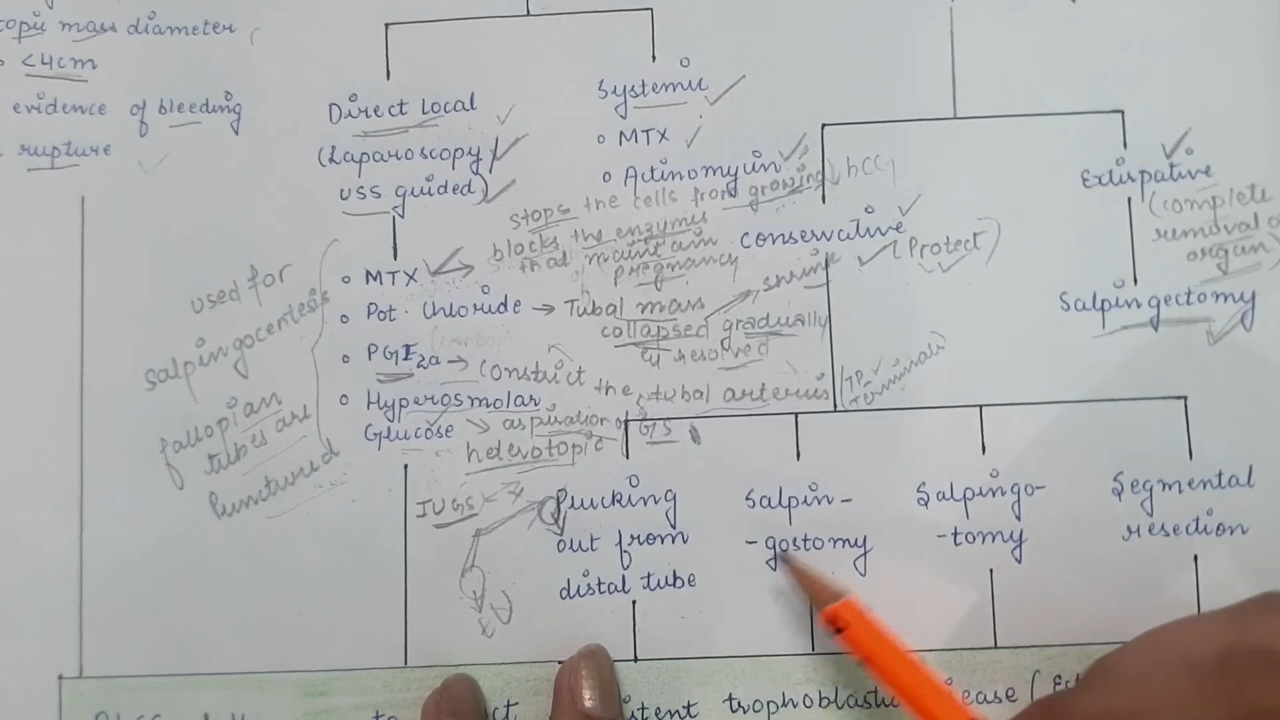 topic mass diameter
<4cm
evidence of bleeding
rupture
Direct Local
(Laparoscopy)
USS guided)
MTX
Pot. Chloride → Tubal mass
collapsed gradually
resolved
shrink
PGF2α → constrict the tubal arteries
Hyperosmolar
Glucose → aspiration of GS
heterotopic
used for
salpingocentesis
fallopian
tubes are
punctured
IUGS
Systemic
MTX
Actinomycin
hCG
stops the cells from growing
blocks the enzymes
that maintain
pregnancy
conservative
(Protect)
Extirpative
(complete
removal of
organ)
Salpingectomy
Plucking
out from
distal tube
Salpin-
-gostomy
Salpingo-
-tomy
Segmental
resection
trophoblastic